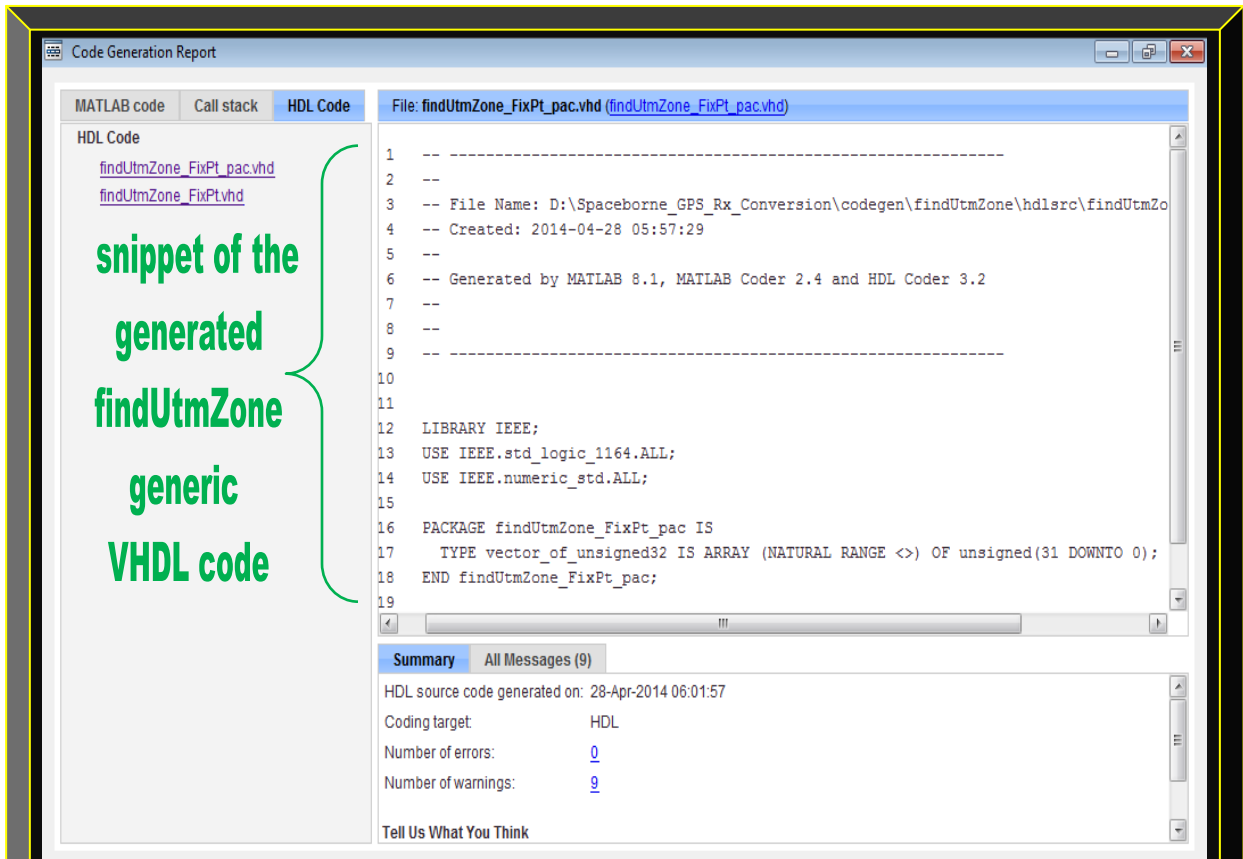 Code Generation Report
MATLAB code Call stack HDL Code
HDL Code
findUtmZone_FixPt_pac.vhd
findUtmZone_FixPt.vhd
snippet of the
generated
findUtmZone
generic
VHDL code
File: findUtmZone_FixPt_pac.vhd (findUtmZone_FixPt_pac.vhd)
1 -- -------------------------------------------------------------
2 --
3 -- File Name: D:\Spaceborne_GPS_Rx_Conversion\codegen\findUtmZone\hdlsrc\findUtmZo
4 -- Created: 2014-04-28 05:57:29
5 --
6 -- Generated by MATLAB 8.1, MATLAB Coder 2.4 and HDL Coder 3.2
7 --
8 --
9 -- -------------------------------------------------------------
10
11
12 LIBRARY IEEE;
13 USE IEEE.std_logic_1164.ALL;
14 USE IEEE.numeric_std.ALL;
15
16 PACKAGE findUtmZone_FixPt_pac IS
17 TYPE vector_of_unsigned32 IS ARRAY (NATURAL RANGE <>) OF unsigned(31 DOWNTO 0);
18 END findUtmZone_FixPt_pac;
19
Summary All Messages (9)
HDL source code generated on: 28-Apr-2014 06:01:57
Coding target: HDL
Number of errors: 0
Number of warnings: 9
Tell Us What You Think